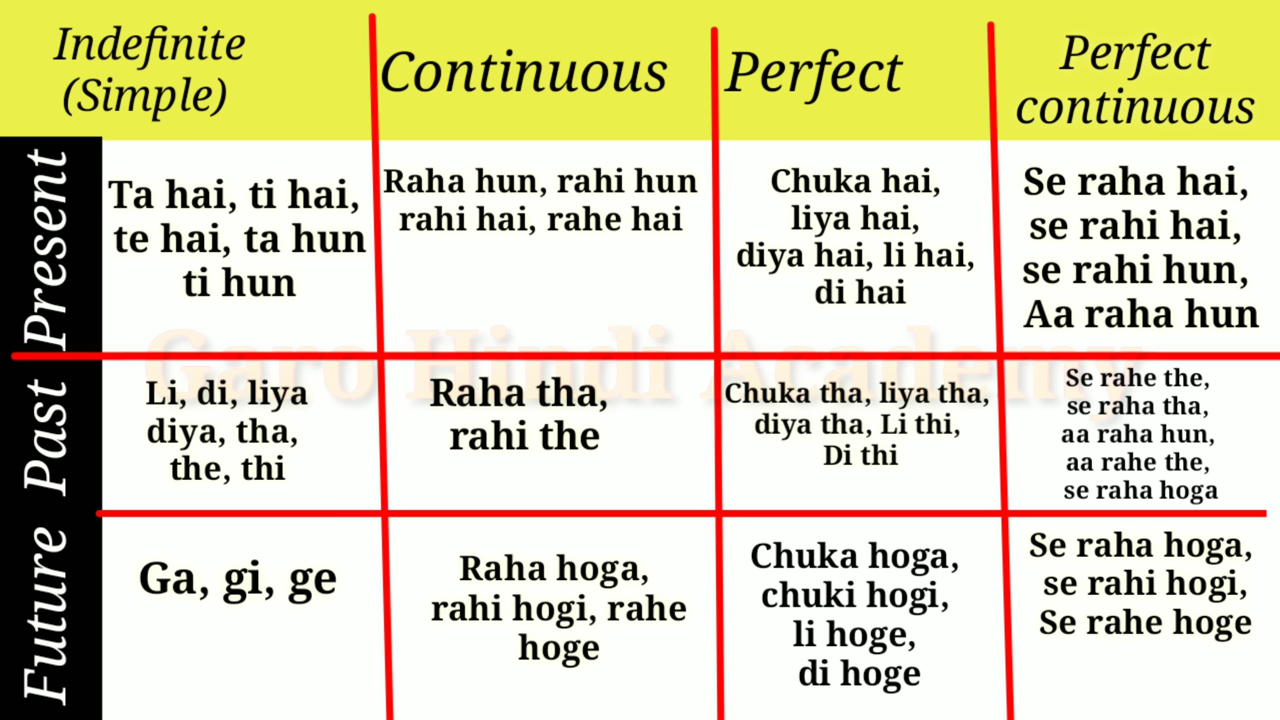 Indefinite
(Simple)
Continuous
Perfect
Perfect
continuous
Present
Ta hai, ti hai,
te hai, ta hun
ti hun
Raha hun, rahi hun
rahi hai, rahe hai
Chuka hai,
liya hai,
diya hai, li hai,
di hai
Se raha hai,
se rahi hai,
se rahi hun,
Aa raha hun
Garo Hindi Academy
Past
Li, di, liya
diya, tha,
the, thi
Raha tha,
rahi the
Chuka tha, liya tha,
diya tha, Li thi,
Di thi
Se rahe the,
se raha tha,
aa raha hun,
aa rahe the,
se raha hoga
Future
Ga, gi, ge
Raha hoga,
rahi hogi, rahe
hoge
Chuka hoga,
chuki hogi,
li hoge,
di hoge
Se raha hoga,
se rahi hogi,
Se rahe hoge